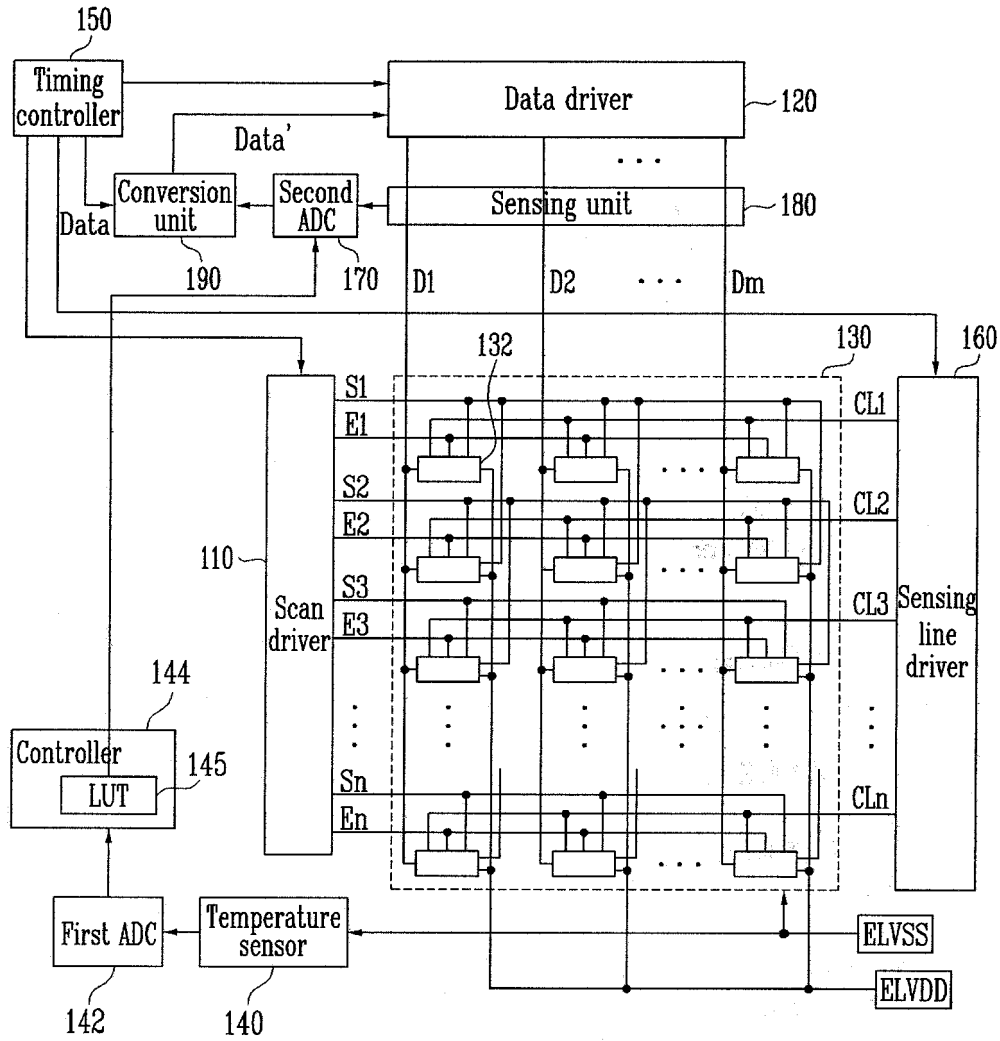 150
Timing
controller
Data driver
120
Data'
Conversion
unit
Second
ADC
Sensing unit
180
Data
190
170
D1
D2
Dm
132
130
160
S1
CL1
E1
S2
CL2
E2
110
S3
CL3
E3
Scan
driver
Sensing
line
driver
144
Controller
145
LUT
Sn
CLn
En
First ADC
Temperature
sensor
ELVSS
ELVDD
142
140